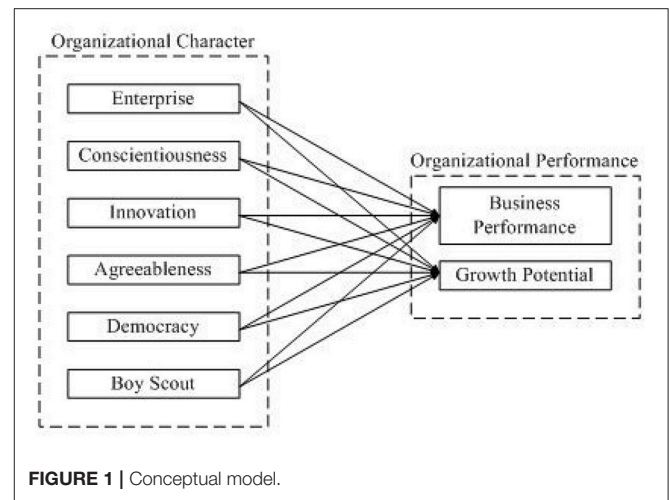 Organizational Character
Enterprise
Conscientiousness
Innovation
Agreeableness
Democracy
Boy Scout
Organizational Performance
Business
Performance
Growth Potential
FIGURE 1 | Conceptual model.